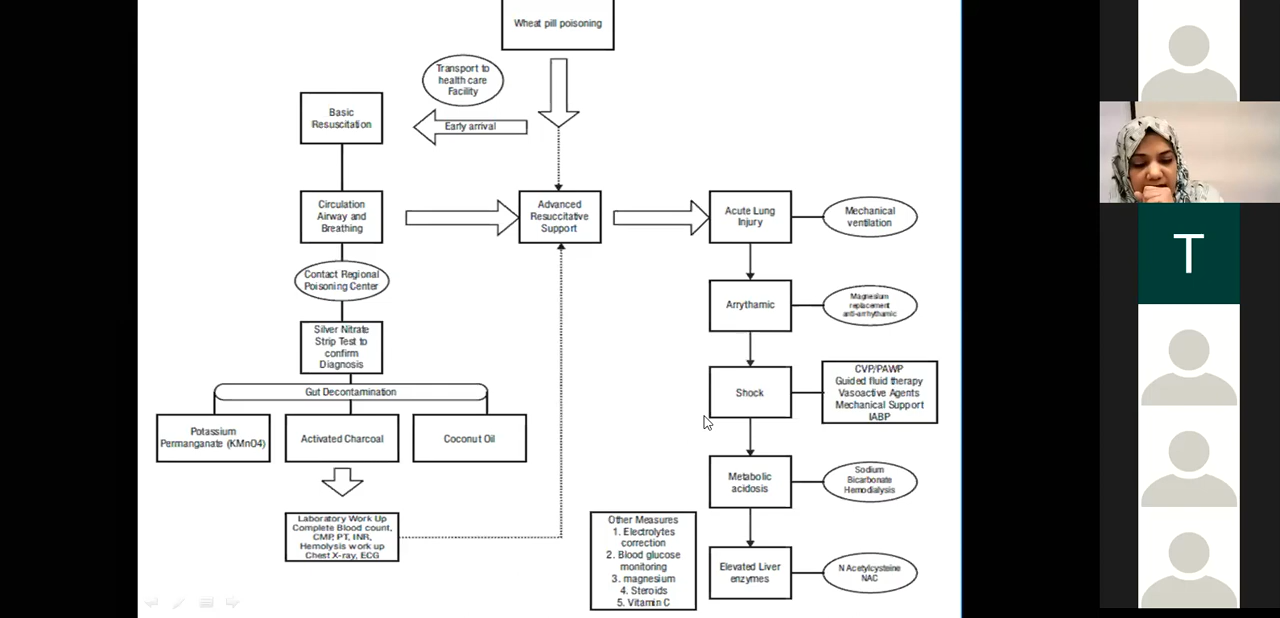 Wheat pill poisoning
Transport to
health care
Facility
Early arrival
Basic
Resuscitation
Circulation
Airway and
Breathing
Contact Regional
Poisoning Center
Silver Nitrate
Strip Test to
confirm
Diagnosis
Gut Decontamination
Potassium
Permanganate (KMn04)
Activated Charcoal
Coconut Oil
Laboratory Work Up
Complete Blood count,
CMP, PT, INR,
Hemolysis work up
Chest X-ray, ECG
Advanced
Resuccitative
Support
Acute Lung
Injury
Mechanical
ventilation
Arrythamic
Magnesium
replacement
anti-arrhythamic
Shock
CVP/PAWP
Guided fluid therapy
Vasoactive Agents
Mechanical Support
IABP
Metabolic
acidosis
Sodium
Bicarbonate
Hemodialysis
Elevated Liver
enzymes
N Acetylcysteine
NAC
Other Measures
1. Electrolytes
correction
2. Blood glucose
monitoring
3. magnesium
4. Steroids
5. Vitamin C
T